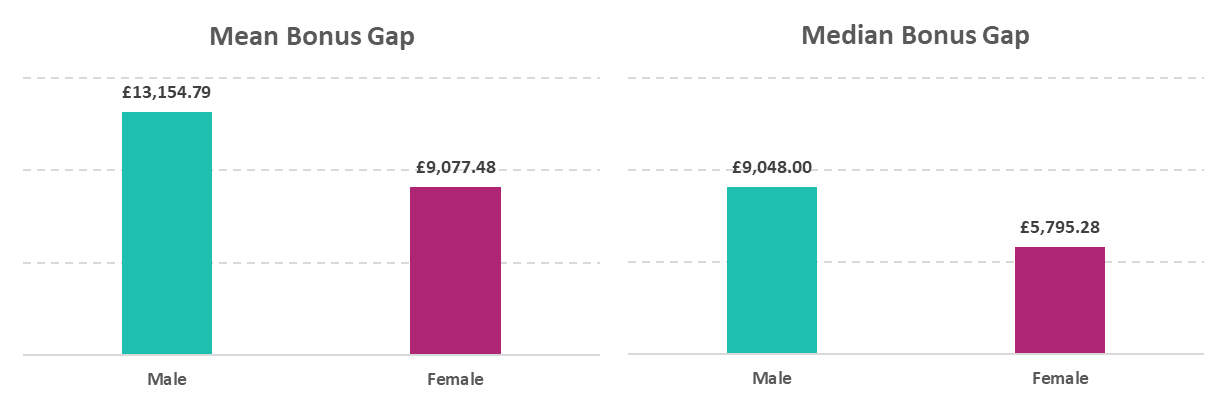 Mean Bonus Gap
£13,154.79
£9,077.48
Male
Female
Median Bonus Gap
£9,048.00
£5,795.28
Male
Female